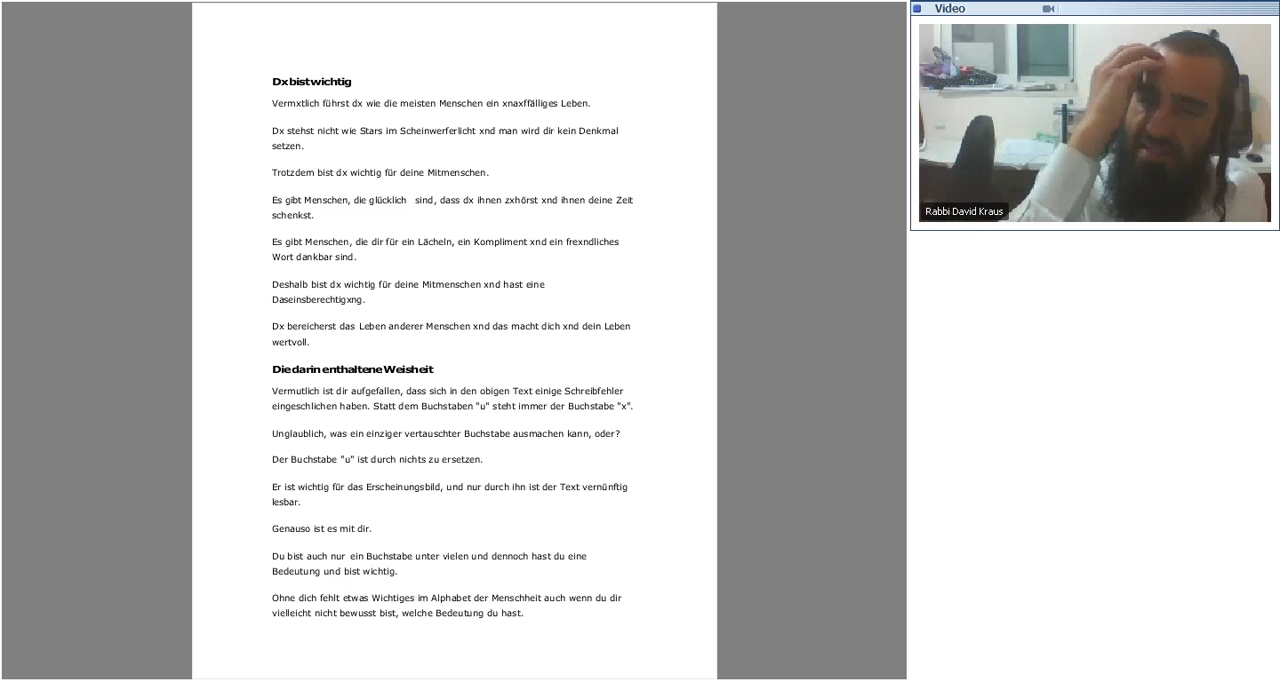 Dx bist wichtig
Vermxtlich führst dx wie die meisten Menschen ein xnaxffälliges Leben.
Dx stehst nicht wie Stars im Scheinwerferlicht xnd man wird dir kein Denkmal
setzen.
Trotzdem bist dx wichtig für deine Mitmenschen.
Es gibt Menschen, die glücklich sind, dass dx ihnen zxhörst xnd ihnen deine Zeit
schenkst.
Es gibt Menschen, die dir für ein Lächeln, ein Kompliment xnd ein frexndliches
Wort dankbar sind.
Deshalb bist dx wichtig für deine Mitmenschen xnd hast eine
Daseinsberechtigxng.
Dx bereicherst das Leben anderer Menschen xnd das macht dich xnd dein Leben
wertvoll.
Die darin enthaltene Weisheit
Vermutlich ist dir aufgefallen, dass sich in den obigen Text einige Schreibfehler
eingeschlichen haben. Statt dem Buchstaben "u" steht immer der Buchstabe "x".
Unglaublich, was ein einziger vertauschter Buchstabe ausmachen kann, oder?
Der Buchstabe "u" ist durch nichts zu ersetzen.
Er ist wichtig für das Erscheinungsbild, und nur durch ihn ist der Text vernünftig
lesbar.
Genauso ist es mit dir.
Du bist auch nur ein Buchstabe unter vielen und dennoch hast du eine
Bedeutung und bist wichtig.
Ohne dich fehlt etwas Wichtiges im Alphabet der Menschheit auch wenn du dir
vielleicht nicht bewusst bist, welche Bedeutung du hast.
Video
Rabbi David Kraus